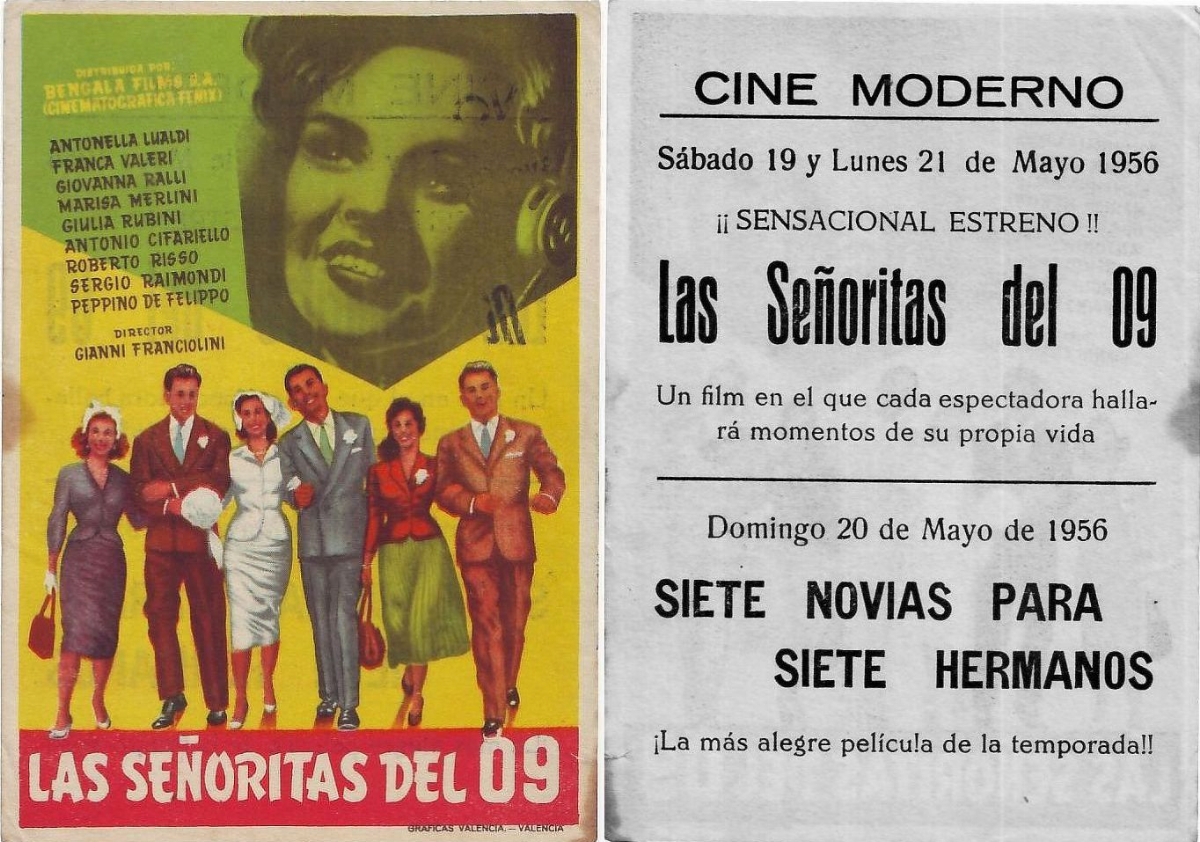 DISTRIBUIDA POR:
BENGALA FILMS S.A.
(CINEMATOGRAFICA FENIX)
ANTONELLA LUALDI
FRANCA VALERI
GIOVANNA RALLI
MARISA MERLINI
GIULIA RUBINI
ANTONIO CIFARIELLO
ROBERTO RISSO
SERGIO RAIMONDI
PEPPINO DE FELIPPO
DIRECTOR
GIANNI FRANCIOLINI
LAS SEÑORITAS DEL 09
GRAFICAS VALENCIA. - VALENCIA
CINE MODERNO
Sábado 19 y Lunes 21 de Mayo 1956
¡¡ SENSACIONAL ESTRENO !!
Las Señoritas del 09
Un film en el que cada espectadora halla-
rá momentos de su propia vida
Domingo 20 de Mayo de 1956
SIETE NOVIAS PARA
SIETE HERMANOS
¡La más alegre película de la temporada!!